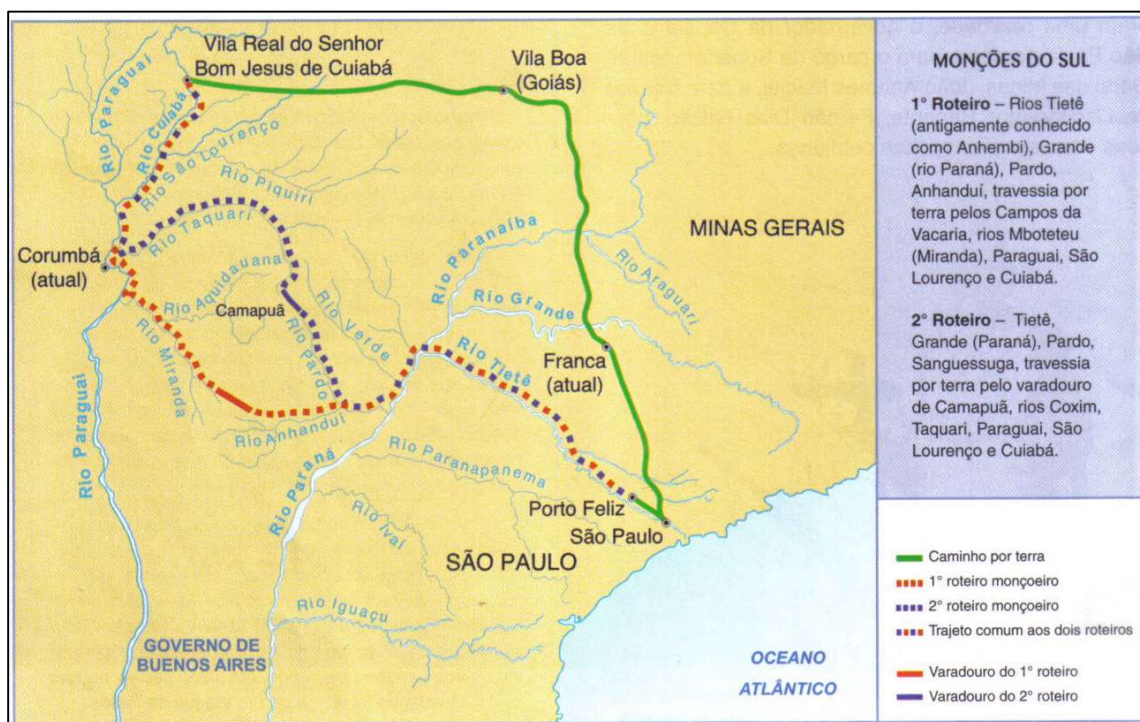 Vila Real do Senhor
Bom Jesus de Cuiabá
Vila Boa
(Goiás)
Rio Paraguai
Rio Cuiabá
Rio São Lourenço
Rio Piquiri
Rio Taquari
Corumbá
(atual)
Rio Aquidauana
Camapuã
Rio Verde
Rio Pardo
Rio Miranda
Rio Anhanduí
Rio Paraguai
Rio Paraná
Rio Paranaíba
MINAS GERAIS
Rio Araguari
Rio Grande
Franca
(atual)
Rio Tietê
Rio Paranapanema
Porto Feliz
São Paulo
Rio Ivaí
SÃO PAULO
Rio Iguaçu
GOVERNO DE
BUENOS AIRES
OCEANO
ATLÂNTICO
MONÇÕES DO SUL
1° Roteiro – Rios Tietê
(antigamente conhecido
como Anhembi), Grande
(rio Paraná), Pardo,
Anhanduí, travessia por
terra pelos Campos da
Vacaria, rios Mboteteu
(Miranda), Paraguai, São
Lourenço e Cuiabá.
2° Roteiro – Tietê,
Grande (Paraná), Pardo,
Sanguessuga, travessia
por terra pelo varadouro
de Camapuã, rios Coxim,
Taquari, Paraguai, São
Lourenço e Cuiabá.
Caminho por terra
1° roteiro monçoeiro
2° roteiro monçoeiro
Trajeto comum aos dois roteiros
Varadouro do 1° roteiro
Varadouro do 2° roteiro